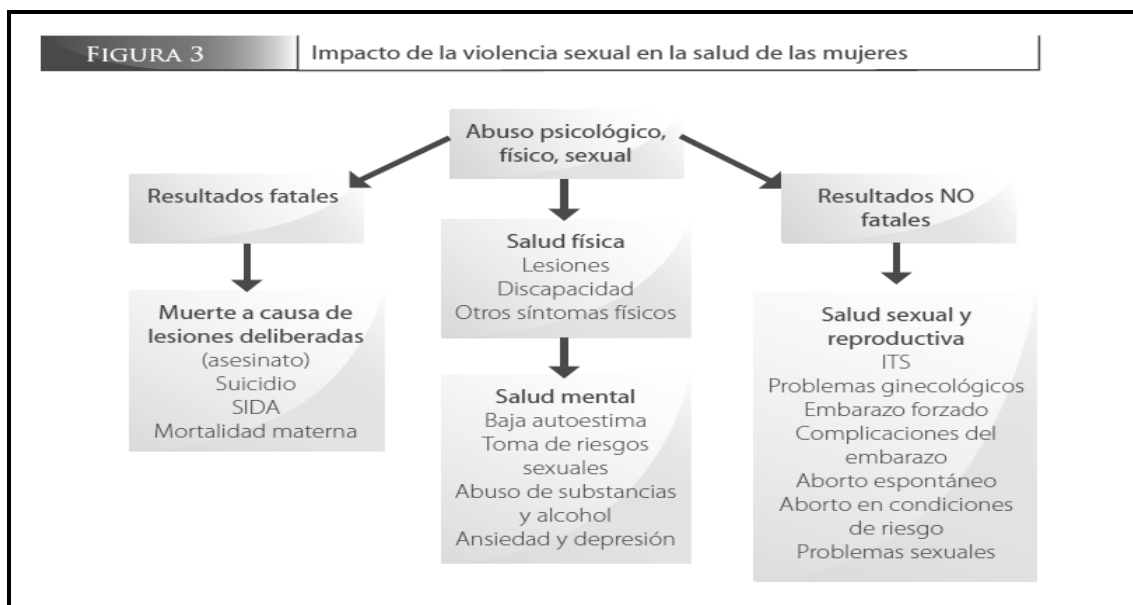 FIGURA 3
Impacto de la violencia sexual en la salud de las mujeres
Abuso psicológico,
físico, sexual
Resultados fatales
Muerte a causa de
lesiones deliberadas
(asesinato)
Suicidio
SIDA
Mortalidad materna
Salud física
Lesiones
Discapacidad
Otros síntomas físicos
Salud mental
Baja autoestima
Toma de riesgos
sexuales
Abuso de substancias
y alcohol
Ansiedad y depresión
Resultados NO
fatales
Salud sexual y
reproductiva
ITS
Problemas ginecológicos
Embarazo forzado
Complicaciones del
embarazo
Aborto espontáneo
Aborto en condiciones
de riesgo
Problemas sexuales